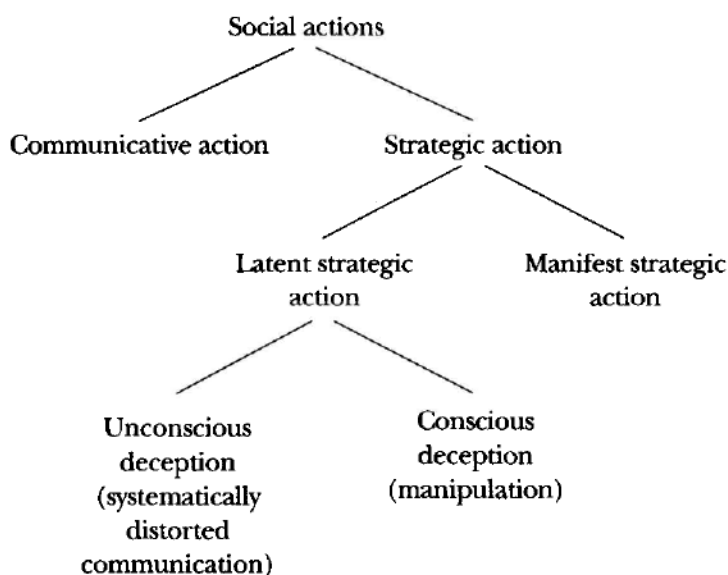 Social actions
Communicative action
Strategic action
Latent strategic
action
Manifest strategic
action
Unconscious
deception
(systematically
distorted
communication)
Conscious
deception
(manipulation)